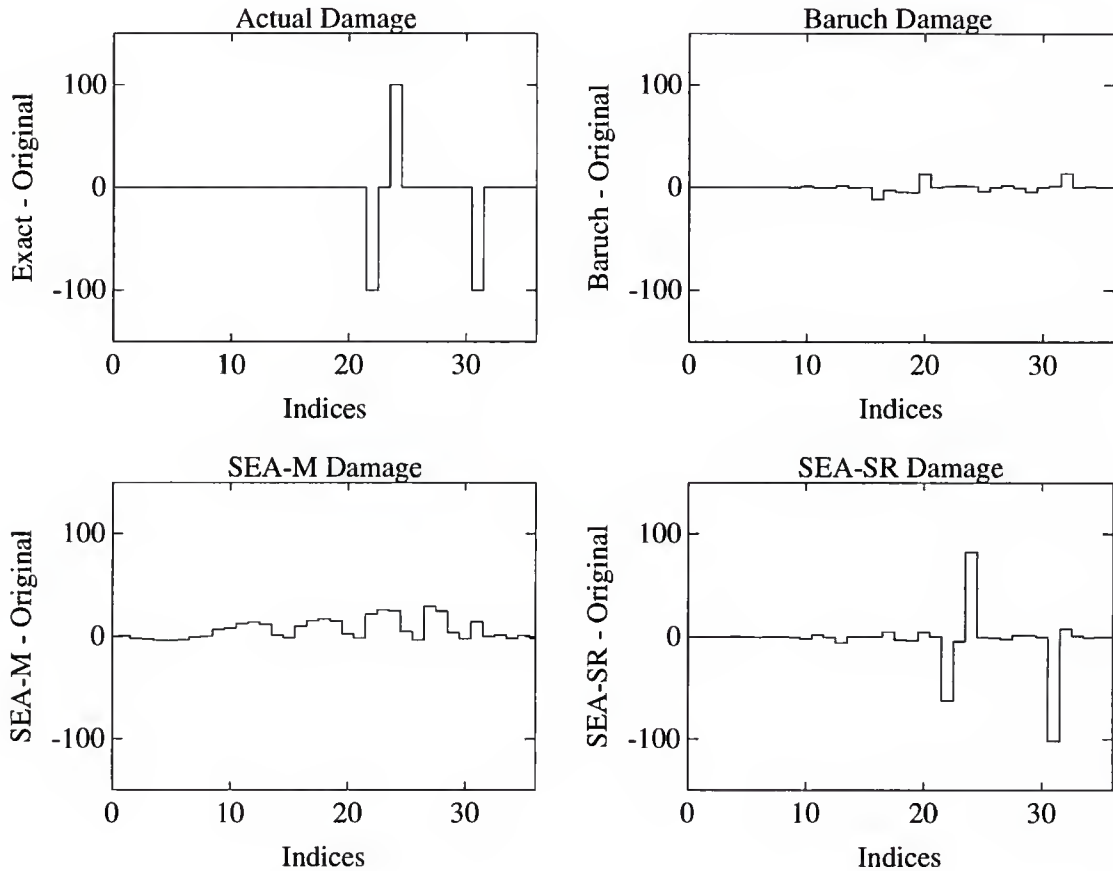 Actual Damage
Exact - Original
100
0
-100
0 10 20 30
Indices
Baruch Damage
Baruch - Original
100
0
-100
0 10 20 30
Indices
SEA-M Damage
SEA-M - Original
100
0
-100
0 10 20 30
Indices
SEA-SR Damage
SEA-SR - Original
100
0
-100
0 10 20 30
Indices